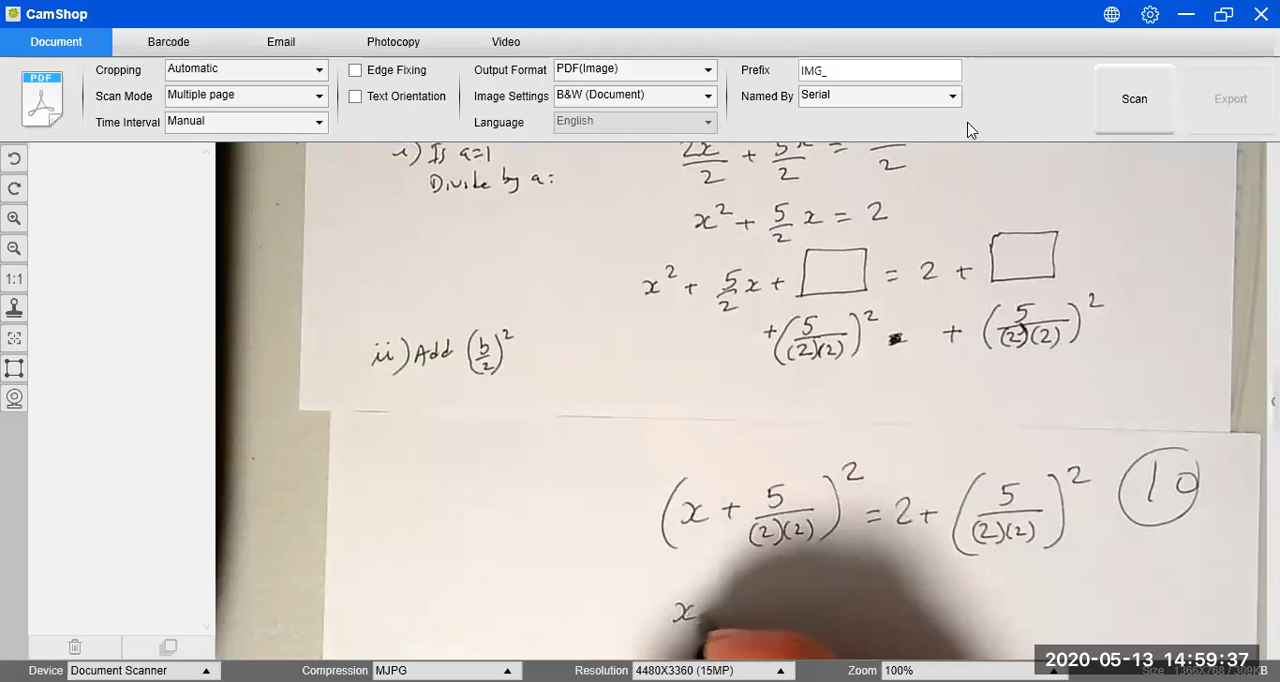 CamShop
Document Barcode Email Photocopy Video
Cropping Automatic Edge Fixing Output Format PDF(Image) Prefix IMG_
PDF Scan Mode Multiple page Text Orientation Image Settings B&W (Document) Named By Serial Scan Export
Time Interval Manual Language English
1:1
i) Is a=1
Divide by a:
2x/2 + 5x/2 = /2
x² + 5/2 x = 2
x² + 5/2 x + □ = 2 + □
ii) Add (b/2)²
+(5/(2)(2))² + (5/(2)(2))²
(x + 5/(2)(2))² = 2 + (5/(2)(2))² 10
x
2020-05-13 14:59:37
Device Document Scanner Compression MJPG Resolution 4480X3360 (15MP) Zoom 100%